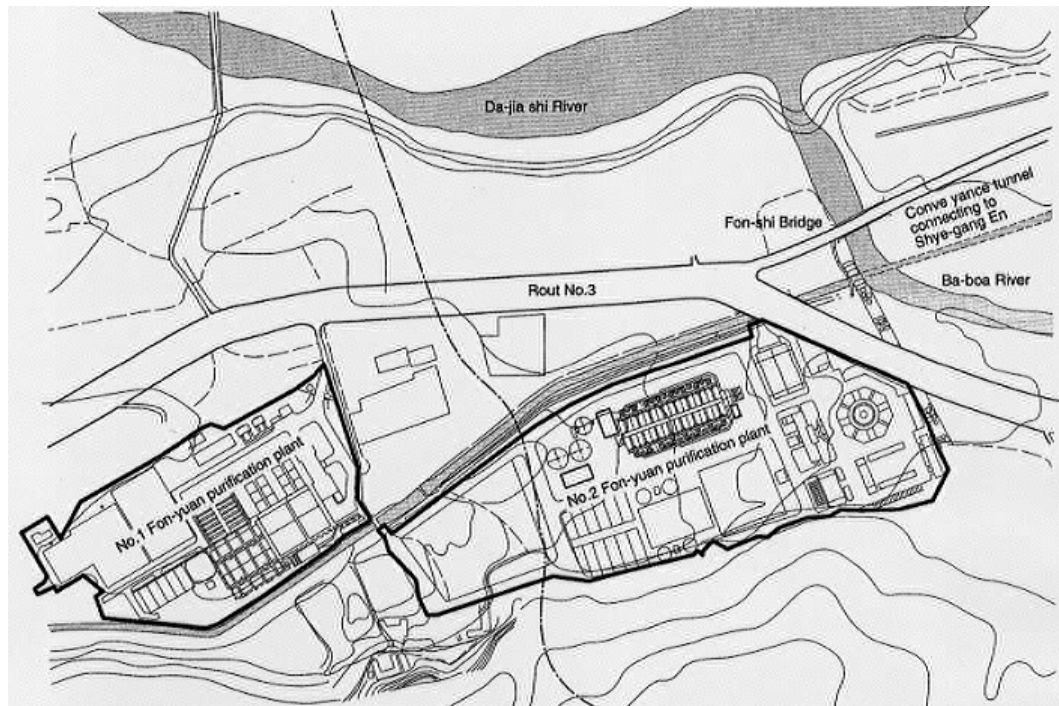 Da-jia shi River
Fon-shi Bridge
Conve yance tunnel
connecting to
Shye-gang En
Ba-boa River
Rout No.3
No.1 Fon-yuan purification plant
No.2 Fon-yuan purification plant